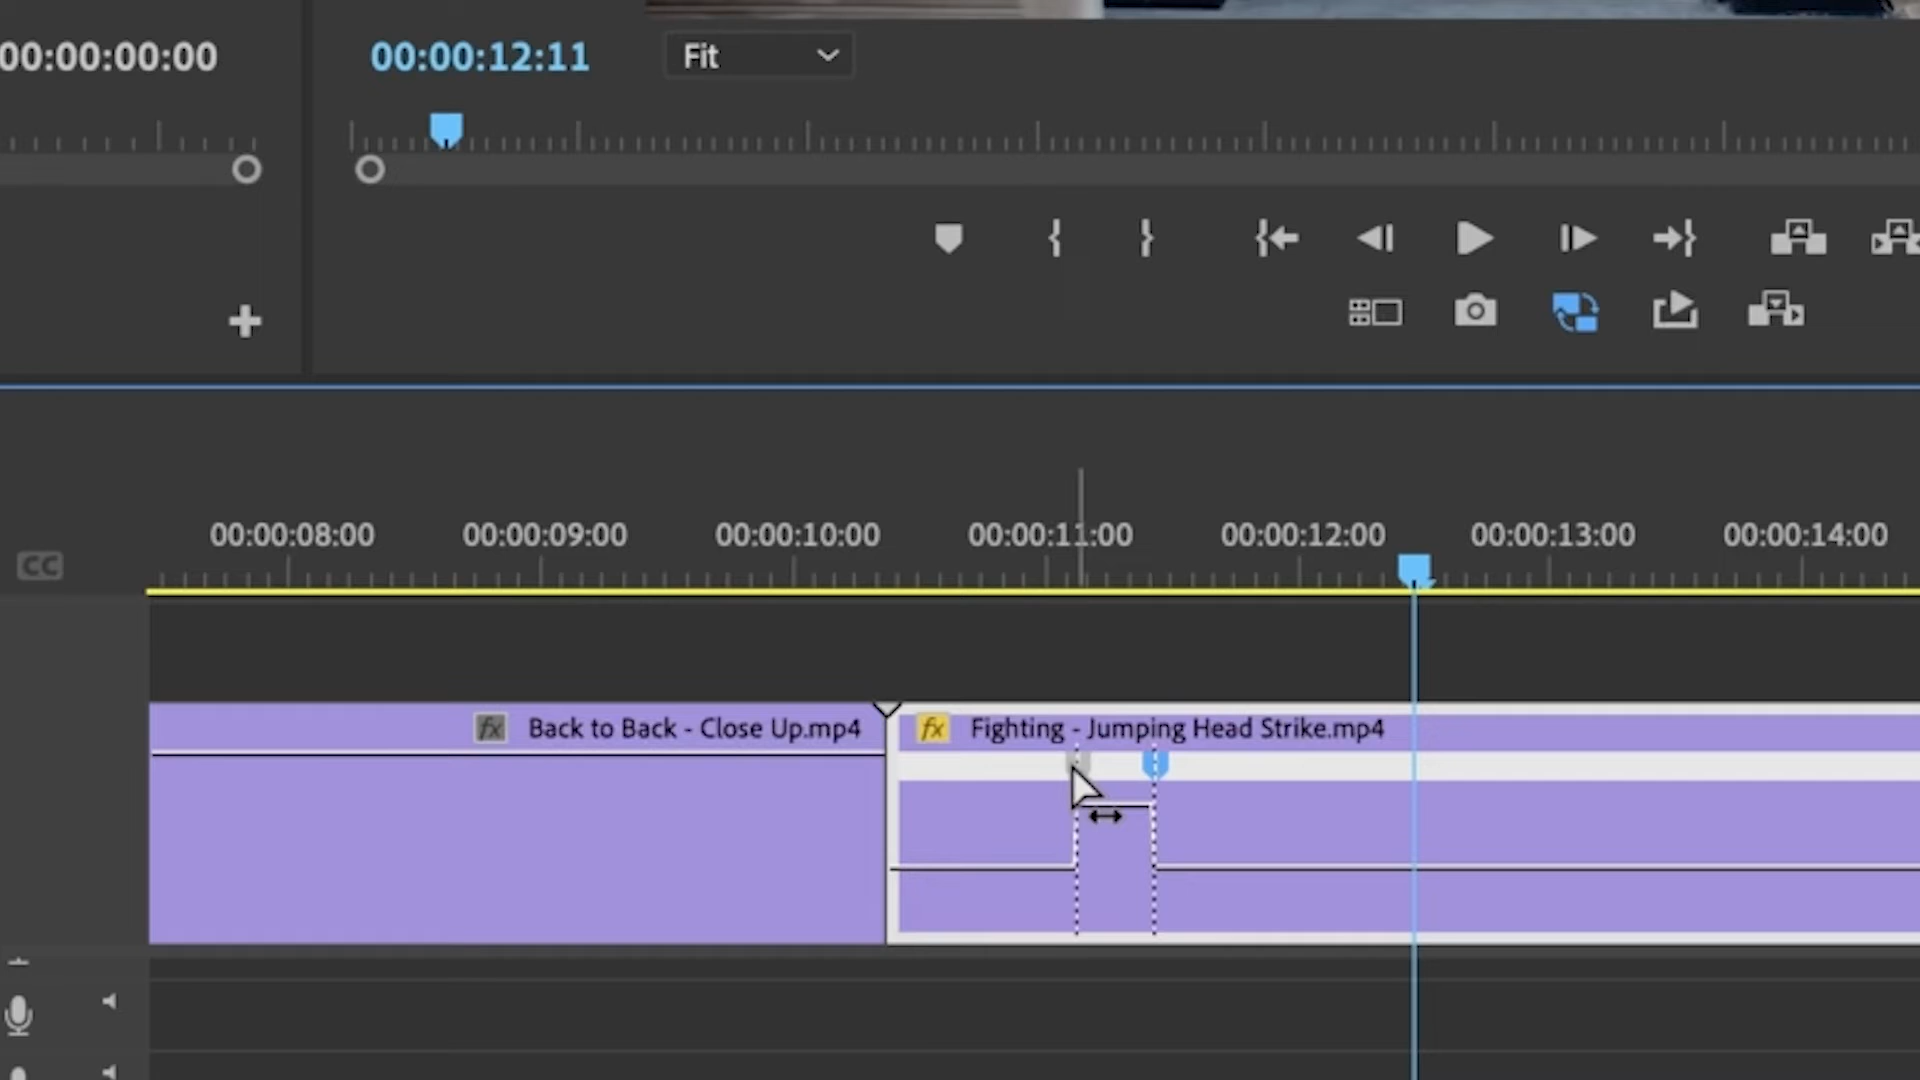 00:00:00:00
00:00:12:11
Fit
00:00:08:00
00:00:09:00
00:00:10:00
00:00:11:00
00:00:12:00
00:00:13:00
00:00:14:00
CC
fx Back to Back - Close Up.mp4
fx Fighting - Jumping Head Strike.mp4